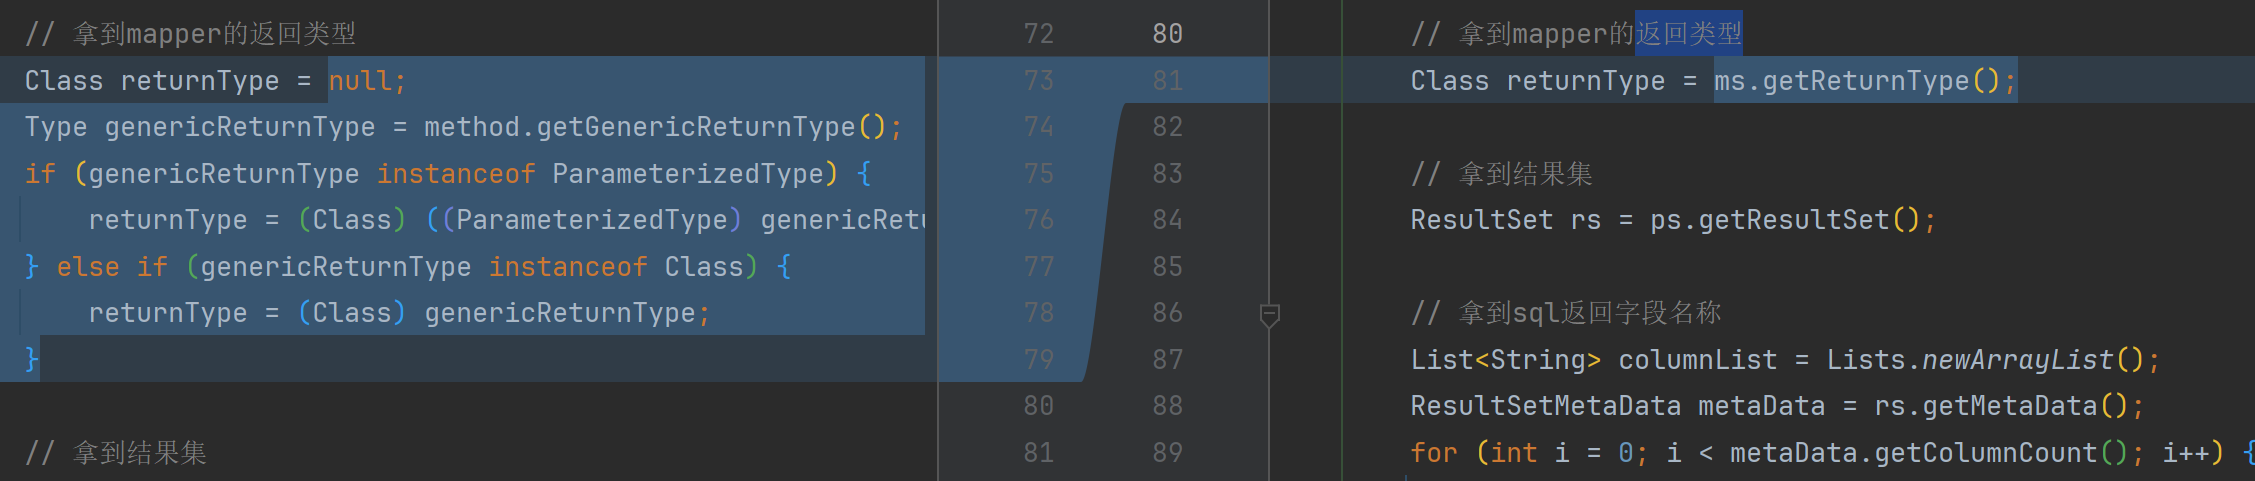 // 拿到mapper的返回类型
Class returnType = null;
Type genericReturnType = method.getGenericReturnType();
if (genericReturnType instanceof ParameterizedType) {
returnType = (Class) ((ParameterizedType) genericRetu
} else if (genericReturnType instanceof Class) {
returnType = (Class) genericReturnType;
}
// 拿到结果集
72 80
73 81
74 82
75 83
76 84
77 85
78 86
79 87
80 88
81 89
// 拿到mapper的返回类型
Class returnType = ms.getReturnType();
// 拿到结果集
ResultSet rs = ps.getResultSet();
// 拿到sql返回字段名称
List<String> columnList = Lists.newArrayList();
ResultSetMetaData metaData = rs.getMetaData();
for (int i = 0; i < metaData.getColumnCount(); i++) {